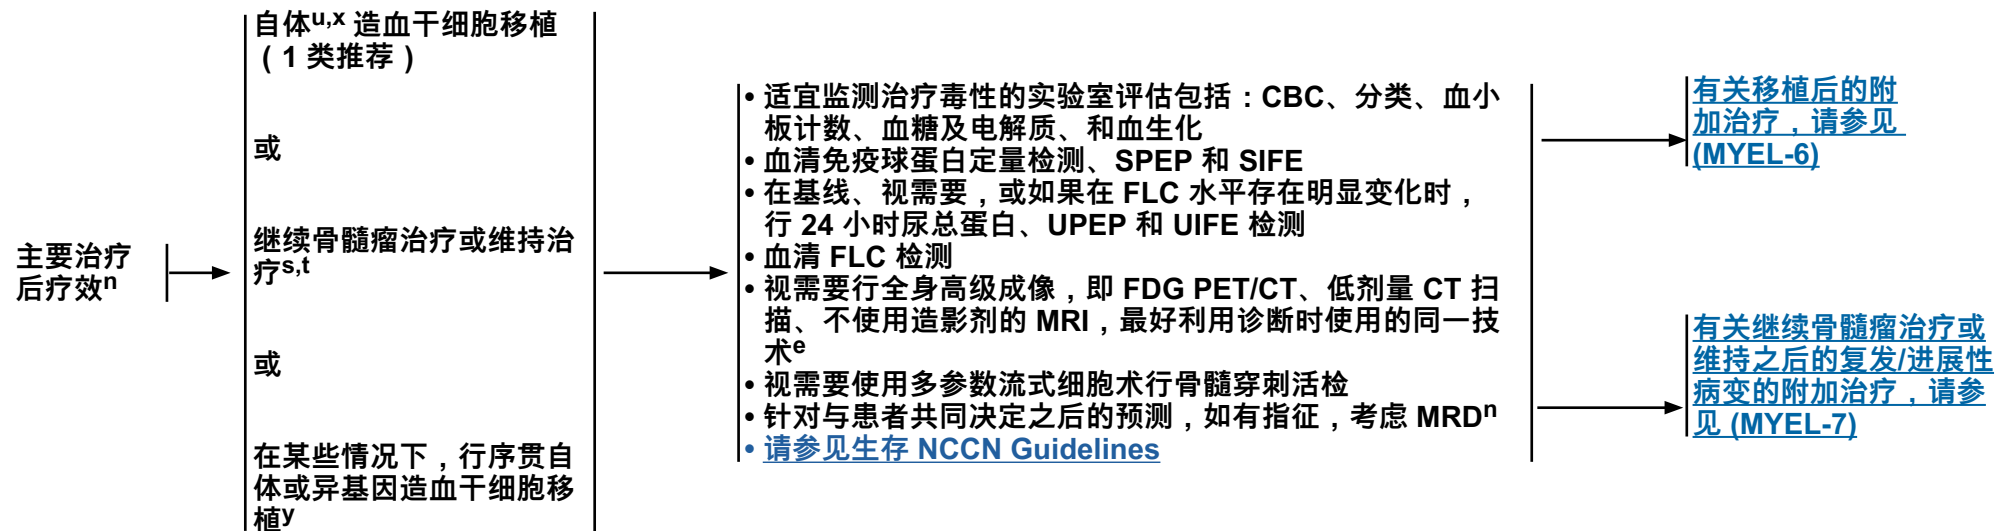 主要治疗
后疗效n
自体u,x 造血干细胞移植
（1 类推荐）
或
继续骨髓瘤治疗或维持治
疗s,t
或
在某些情况下，行序贯自
体或异基因造血干细胞移
植y
• 适宜监测治疗毒性的实验室评估包括：CBC、分类、血小
板计数、血糖及电解质、和血生化
• 血清免疫球蛋白定量检测、SPEP 和 SIFE
• 在基线、视需要，或如果在 FLC 水平存在明显变化时，
行 24 小时尿总蛋白、UPEP 和 UIFE 检测
• 血清 FLC 检测
• 视需要行全身高级成像，即 FDG PET/CT、低剂量 CT 扫
描、不使用造影剂的 MRI，最好利用诊断时使用的同一技
术e
• 视需要使用多参数流式细胞术行骨髓穿刺活检
• 针对与患者共同决定之后的预测，如有指征，考虑 MRDn
• 请参见生存 NCCN Guidelines
有关移植后的附
加治疗，请参见
(MYEL-6)
有关继续骨髓瘤治疗或
维持之后的复发/进展性
病变的附加治疗，请参
见 (MYEL-7)